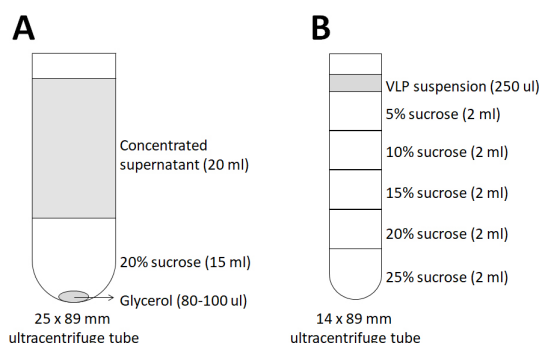 A
Concentrated
supernatant (20 ml)
20% sucrose (15 ml)
Glycerol (80-100 ul)
25 x 89 mm
ultracentrifuge tube
B
VLP suspension (250 ul)
5% sucrose (2 ml)
10% sucrose (2 ml)
15% sucrose (2 ml)
20% sucrose (2 ml)
25% sucrose (2 ml)
14 x 89 mm
ultracentrifuge tube